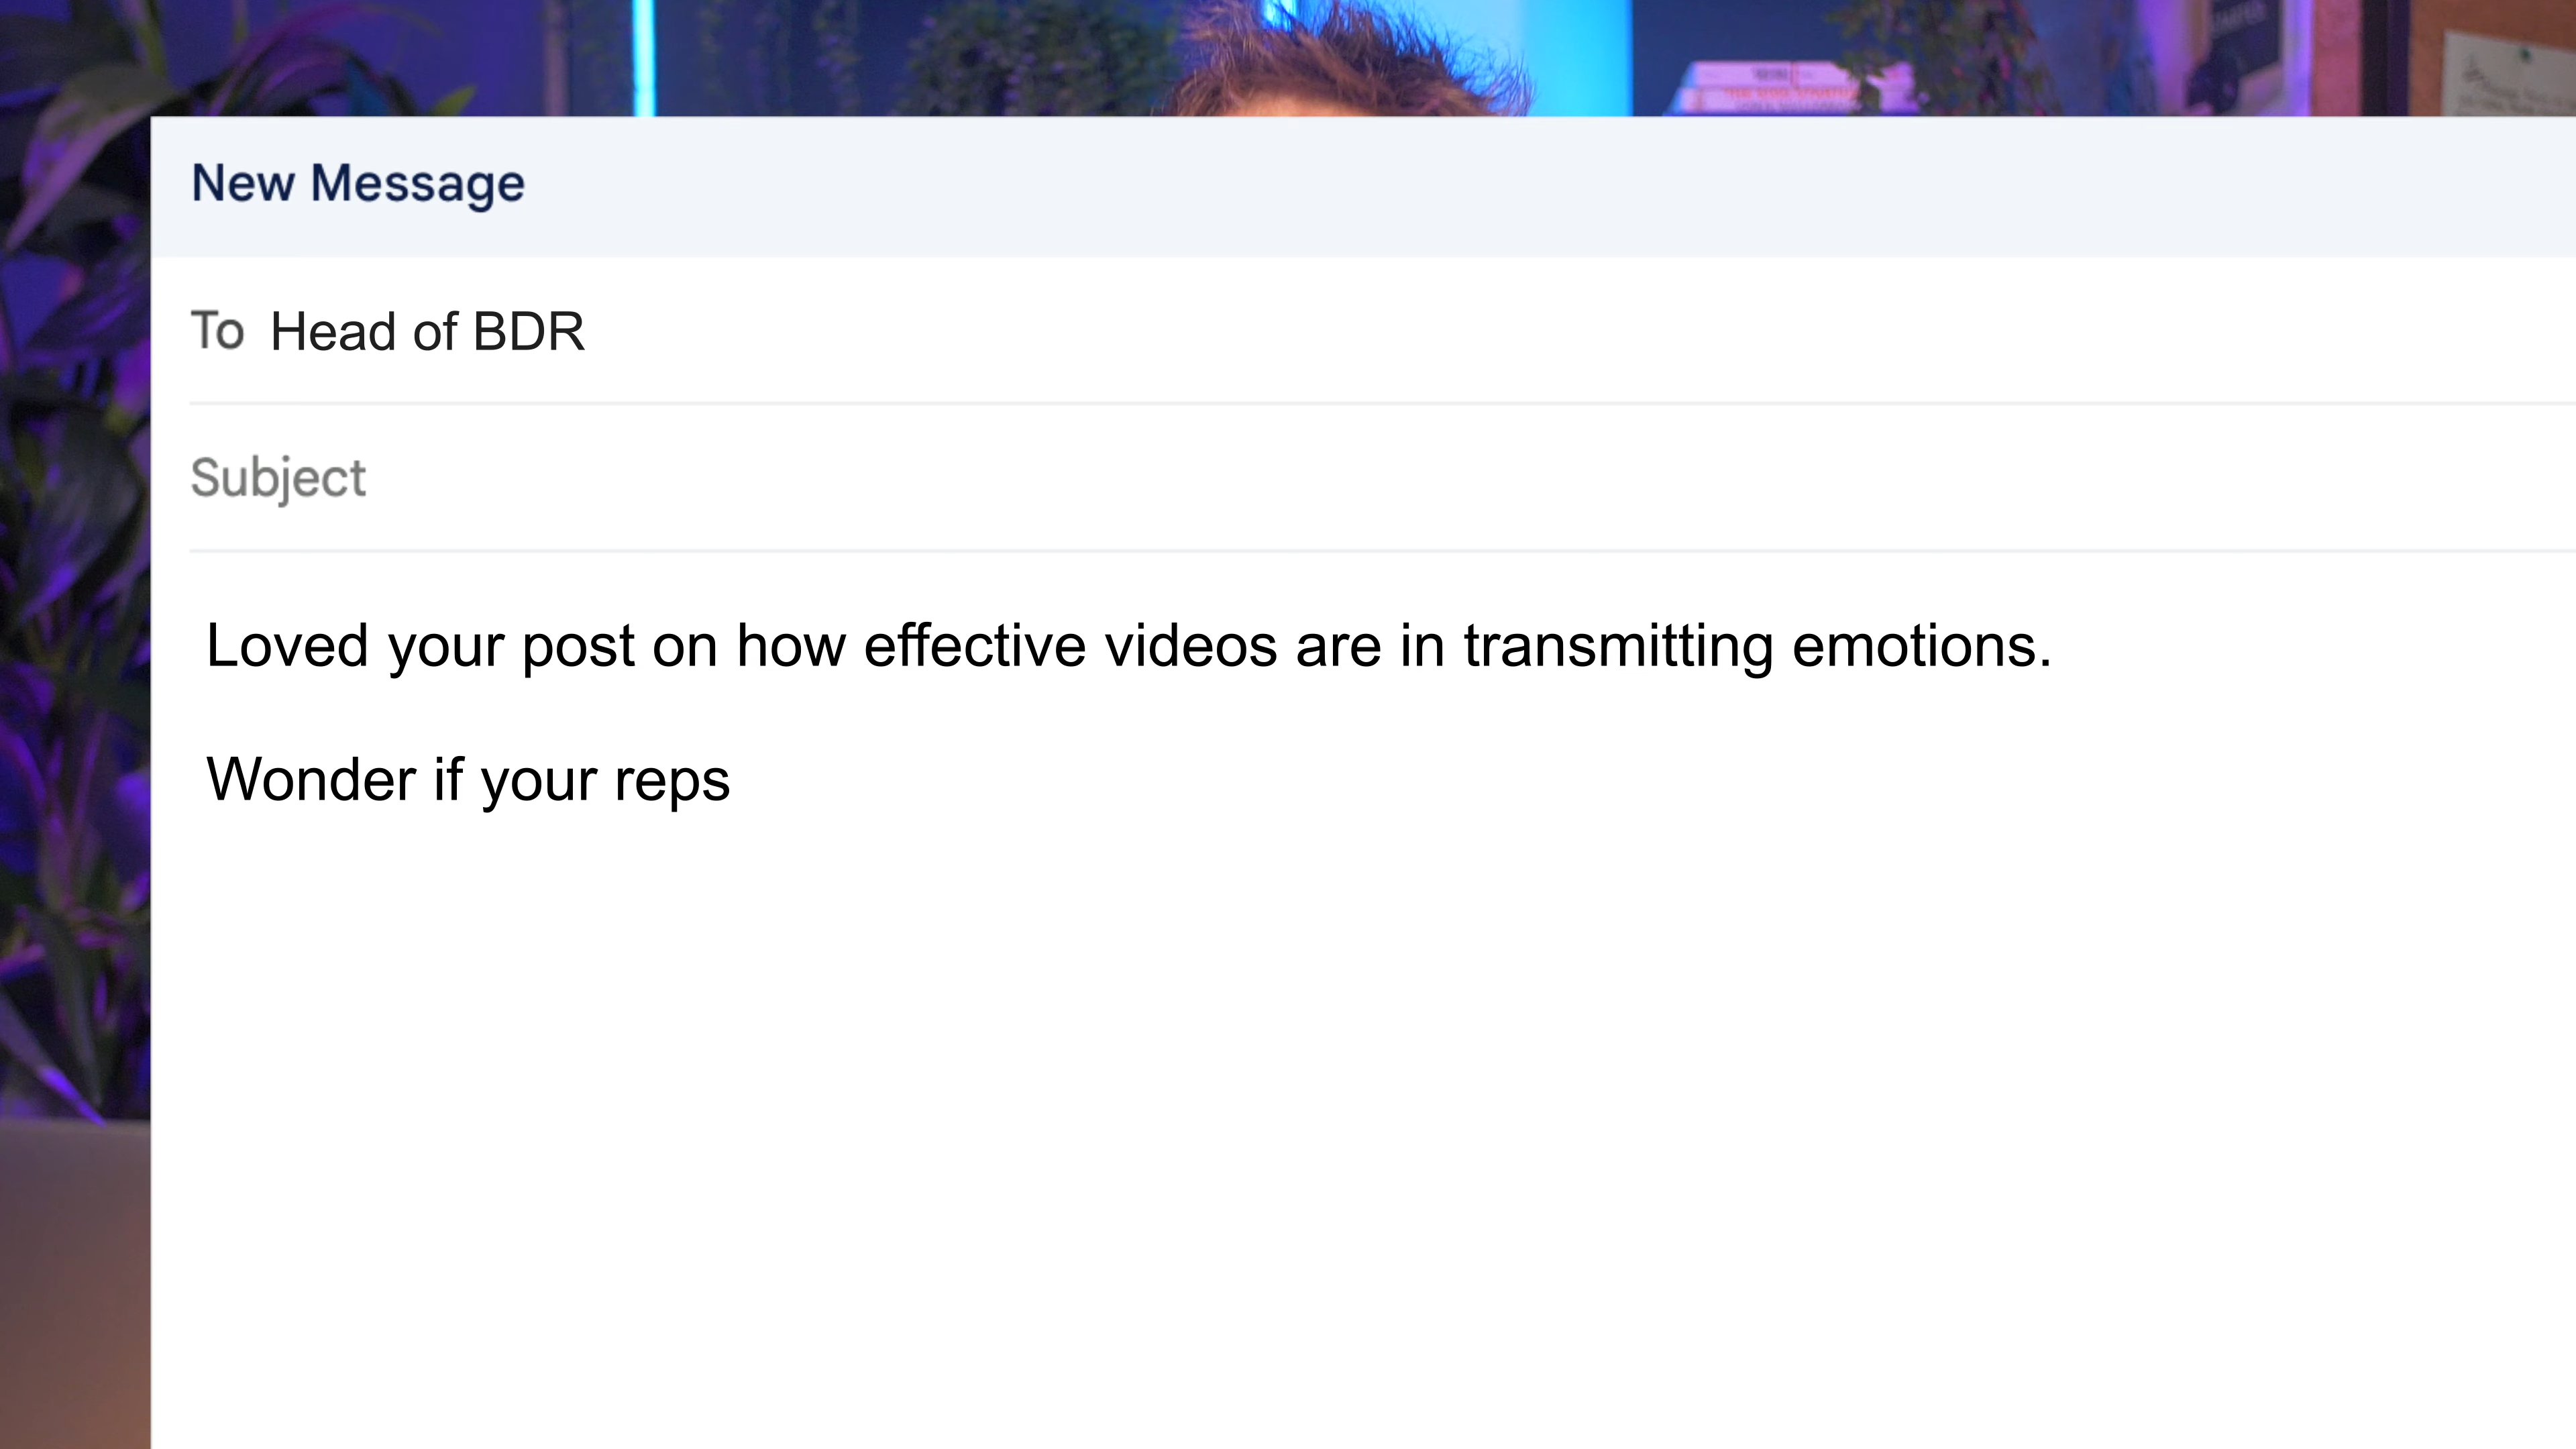 New Message
To Head of BDR
Subject
Loved your post on how effective videos are in transmitting emotions.
Wonder if your reps